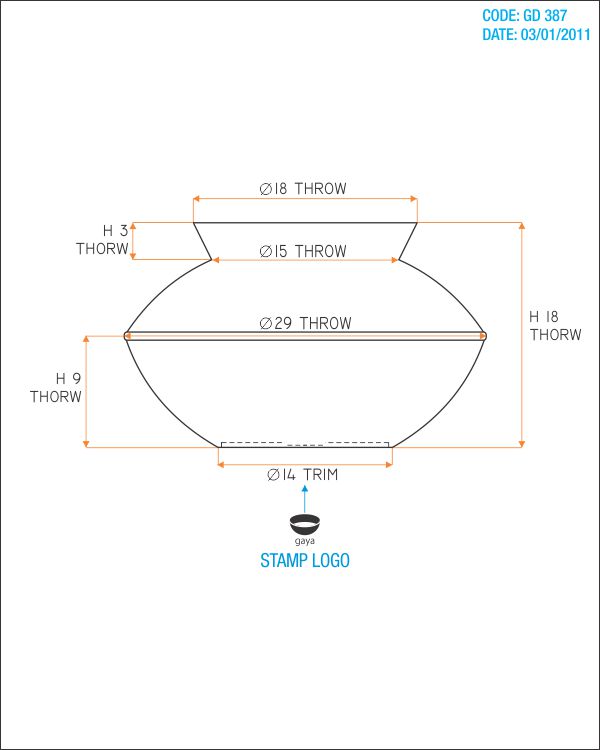 CODE: GD 387
DATE: 03/01/2011
Ø18 THROW
H 3
THORW
Ø15 THROW
H 18
THORW
Ø29 THROW
H 9
THORW
Ø14 TRIM
gaya
STAMP LOGO